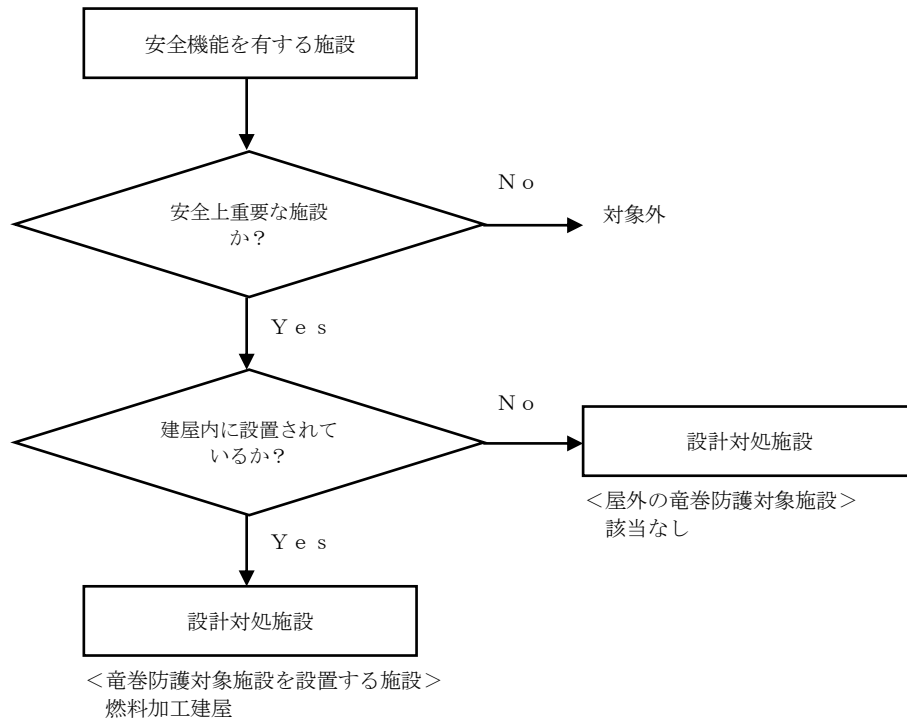 安全機能を有する施設
安全上重要な施設
か？
Ｎｏ
対象外
Ｙｅｓ
建屋内に設置されて
いるか？
Ｎｏ
設計対処施設
＜屋外の竜巻防護対象施設＞
該当なし
Ｙｅｓ
設計対処施設
＜竜巻防護対象施設を設置する施設＞
燃料加工建屋